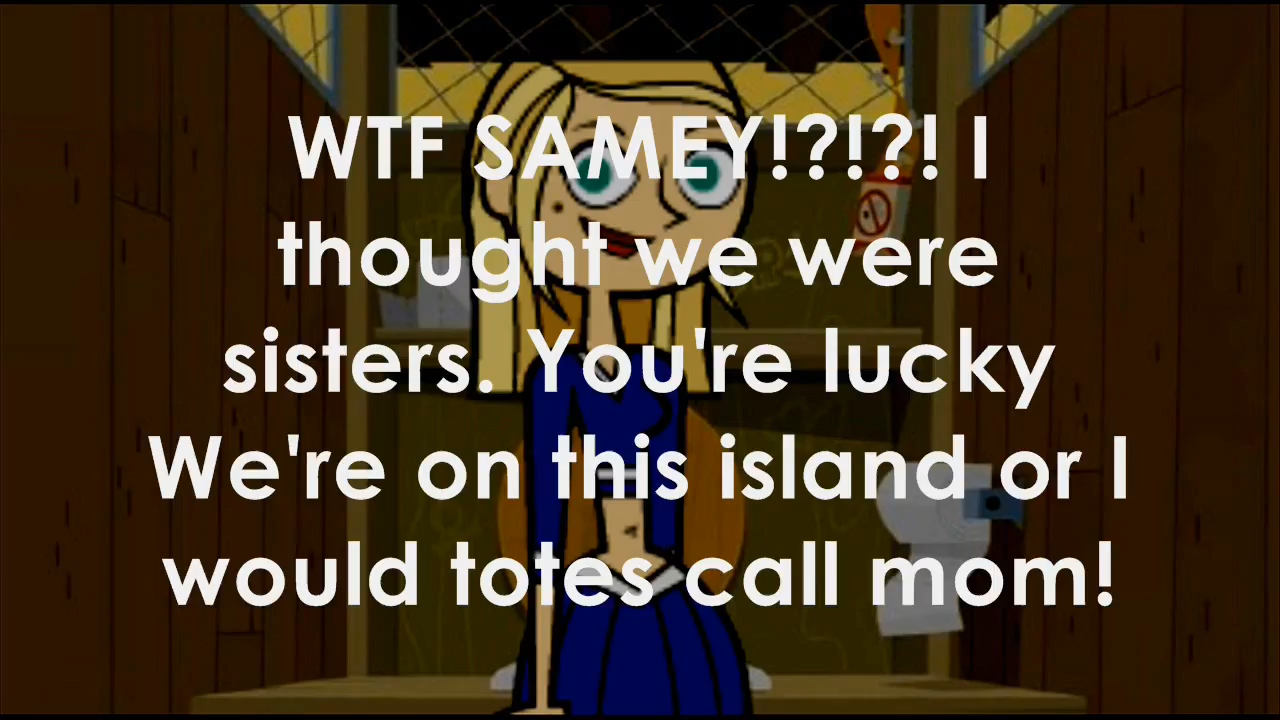 WTF SAMEY!?!?! I
thought we were
sisters. You're lucky
We're on this island or I
would totes call mom!